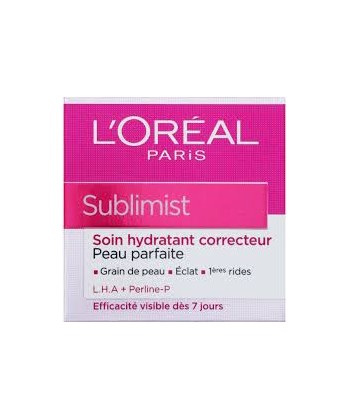 L'ORÉAL
PARIS
Sublimist
Soin hydratant correcteur
Peau parfaite
▪ Grain de peau ▪ Éclat ▪ 1ères rides
L.H.A + Perline-P
Efficacité visible dès 7 jours